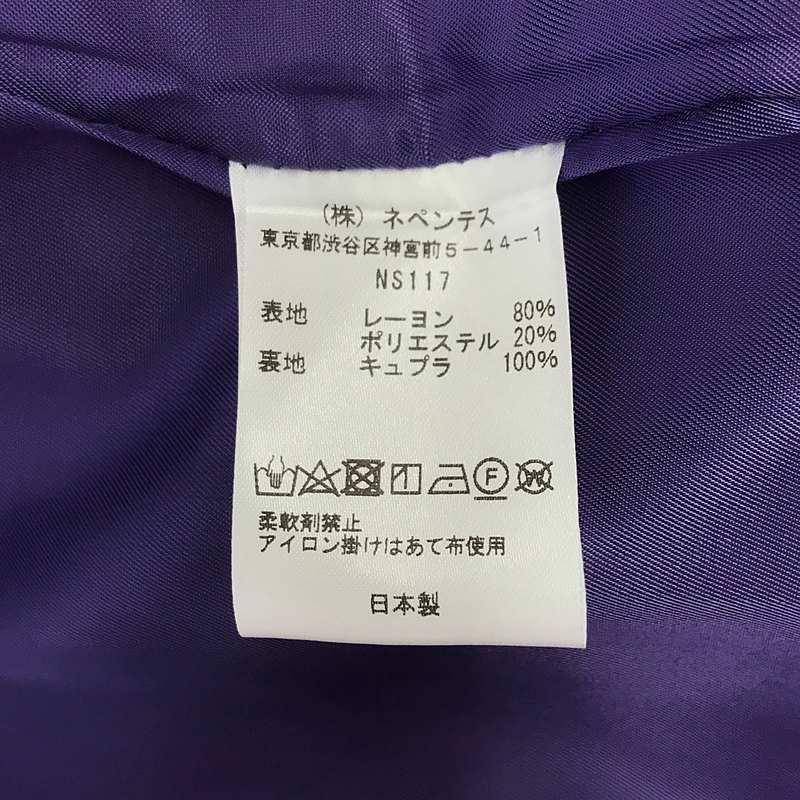 (株) ネペンテス
東京都渋谷区神宮前5-44-1
NS117
表地 レーヨン 80%
ポリエステル 20%
裏地 キュプラ 100%
F W
柔軟剤禁止
アイロン掛けはあて布使用
日本製